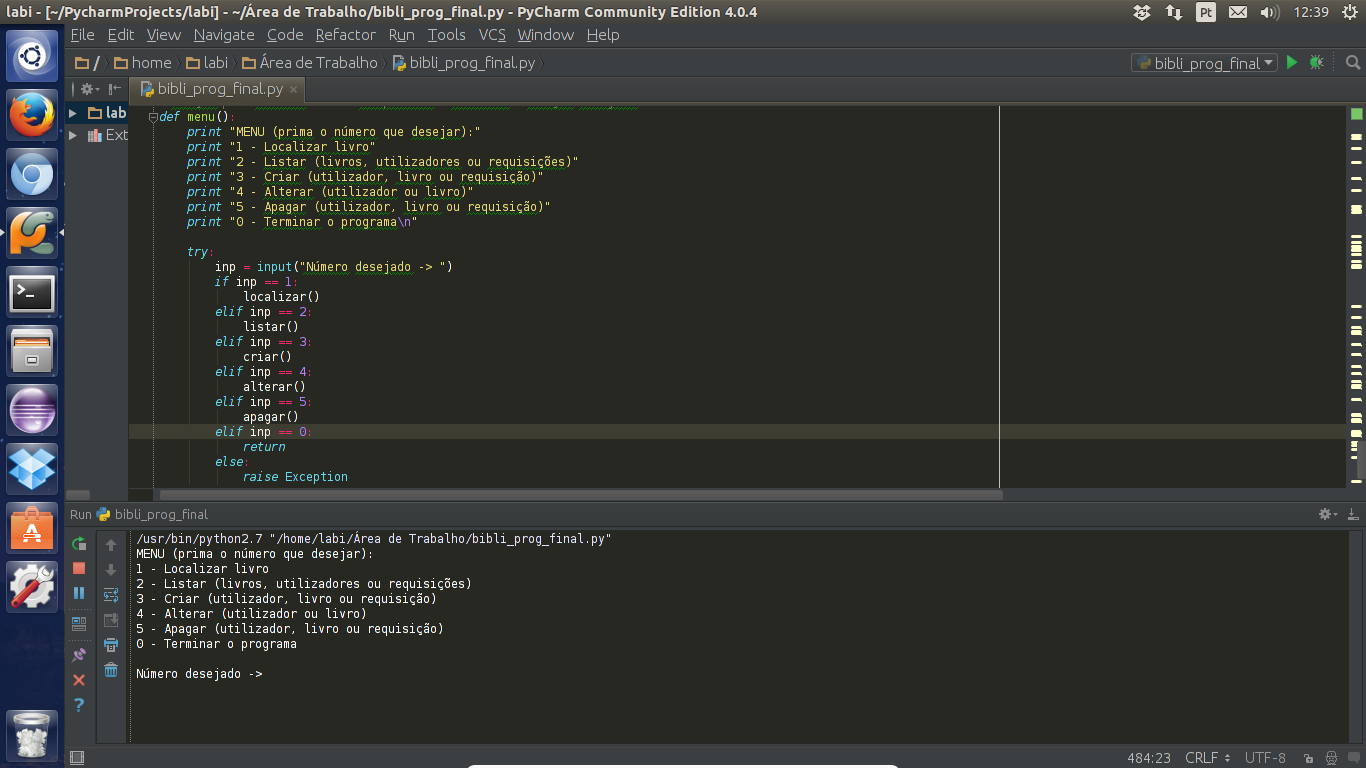 labi - [~/PycharmProjects/labi] - ~/Área de Trabalho/bibli_prog_final.py - PyCharm Community Edition 4.0.4
Pt
12:39
File Edit View Navigate Code Refactor Run Tools VCS Window Help
/ home labi Área de Trabalho bibli_prog_final.py
bibli_prog_final
bibli_prog_final.py
lab
Ext
def menu():
print "MENU (prima o número que desejar):"
print "1 - Localizar livro"
print "2 - Listar (livros, utilizadores ou requisições)"
print "3 - Criar (utilizador, livro ou requisição)"
print "4 - Alterar (utilizador ou livro)"
print "5 - Apagar (utilizador, livro ou requisição)"
print "0 - Terminar o programa\n"
try:
inp = input("Número desejado -> ")
if inp == 1:
localizar()
elif inp == 2:
listar()
elif inp == 3:
criar()
elif inp == 4:
alterar()
elif inp == 5:
apagar()
elif inp == 0:
return
else:
raise Exception
Run bibli_prog_final
/usr/bin/python2.7 "/home/labi/Área de Trabalho/bibli_prog_final.py"
MENU (prima o número que desejar):
1 - Localizar livro
2 - Listar (livros, utilizadores ou requisições)
3 - Criar (utilizador, livro ou requisição)
4 - Alterar (utilizador ou livro)
5 - Apagar (utilizador, livro ou requisição)
0 - Terminar o programa
Número desejado ->
484:23 CRLF UTF-8